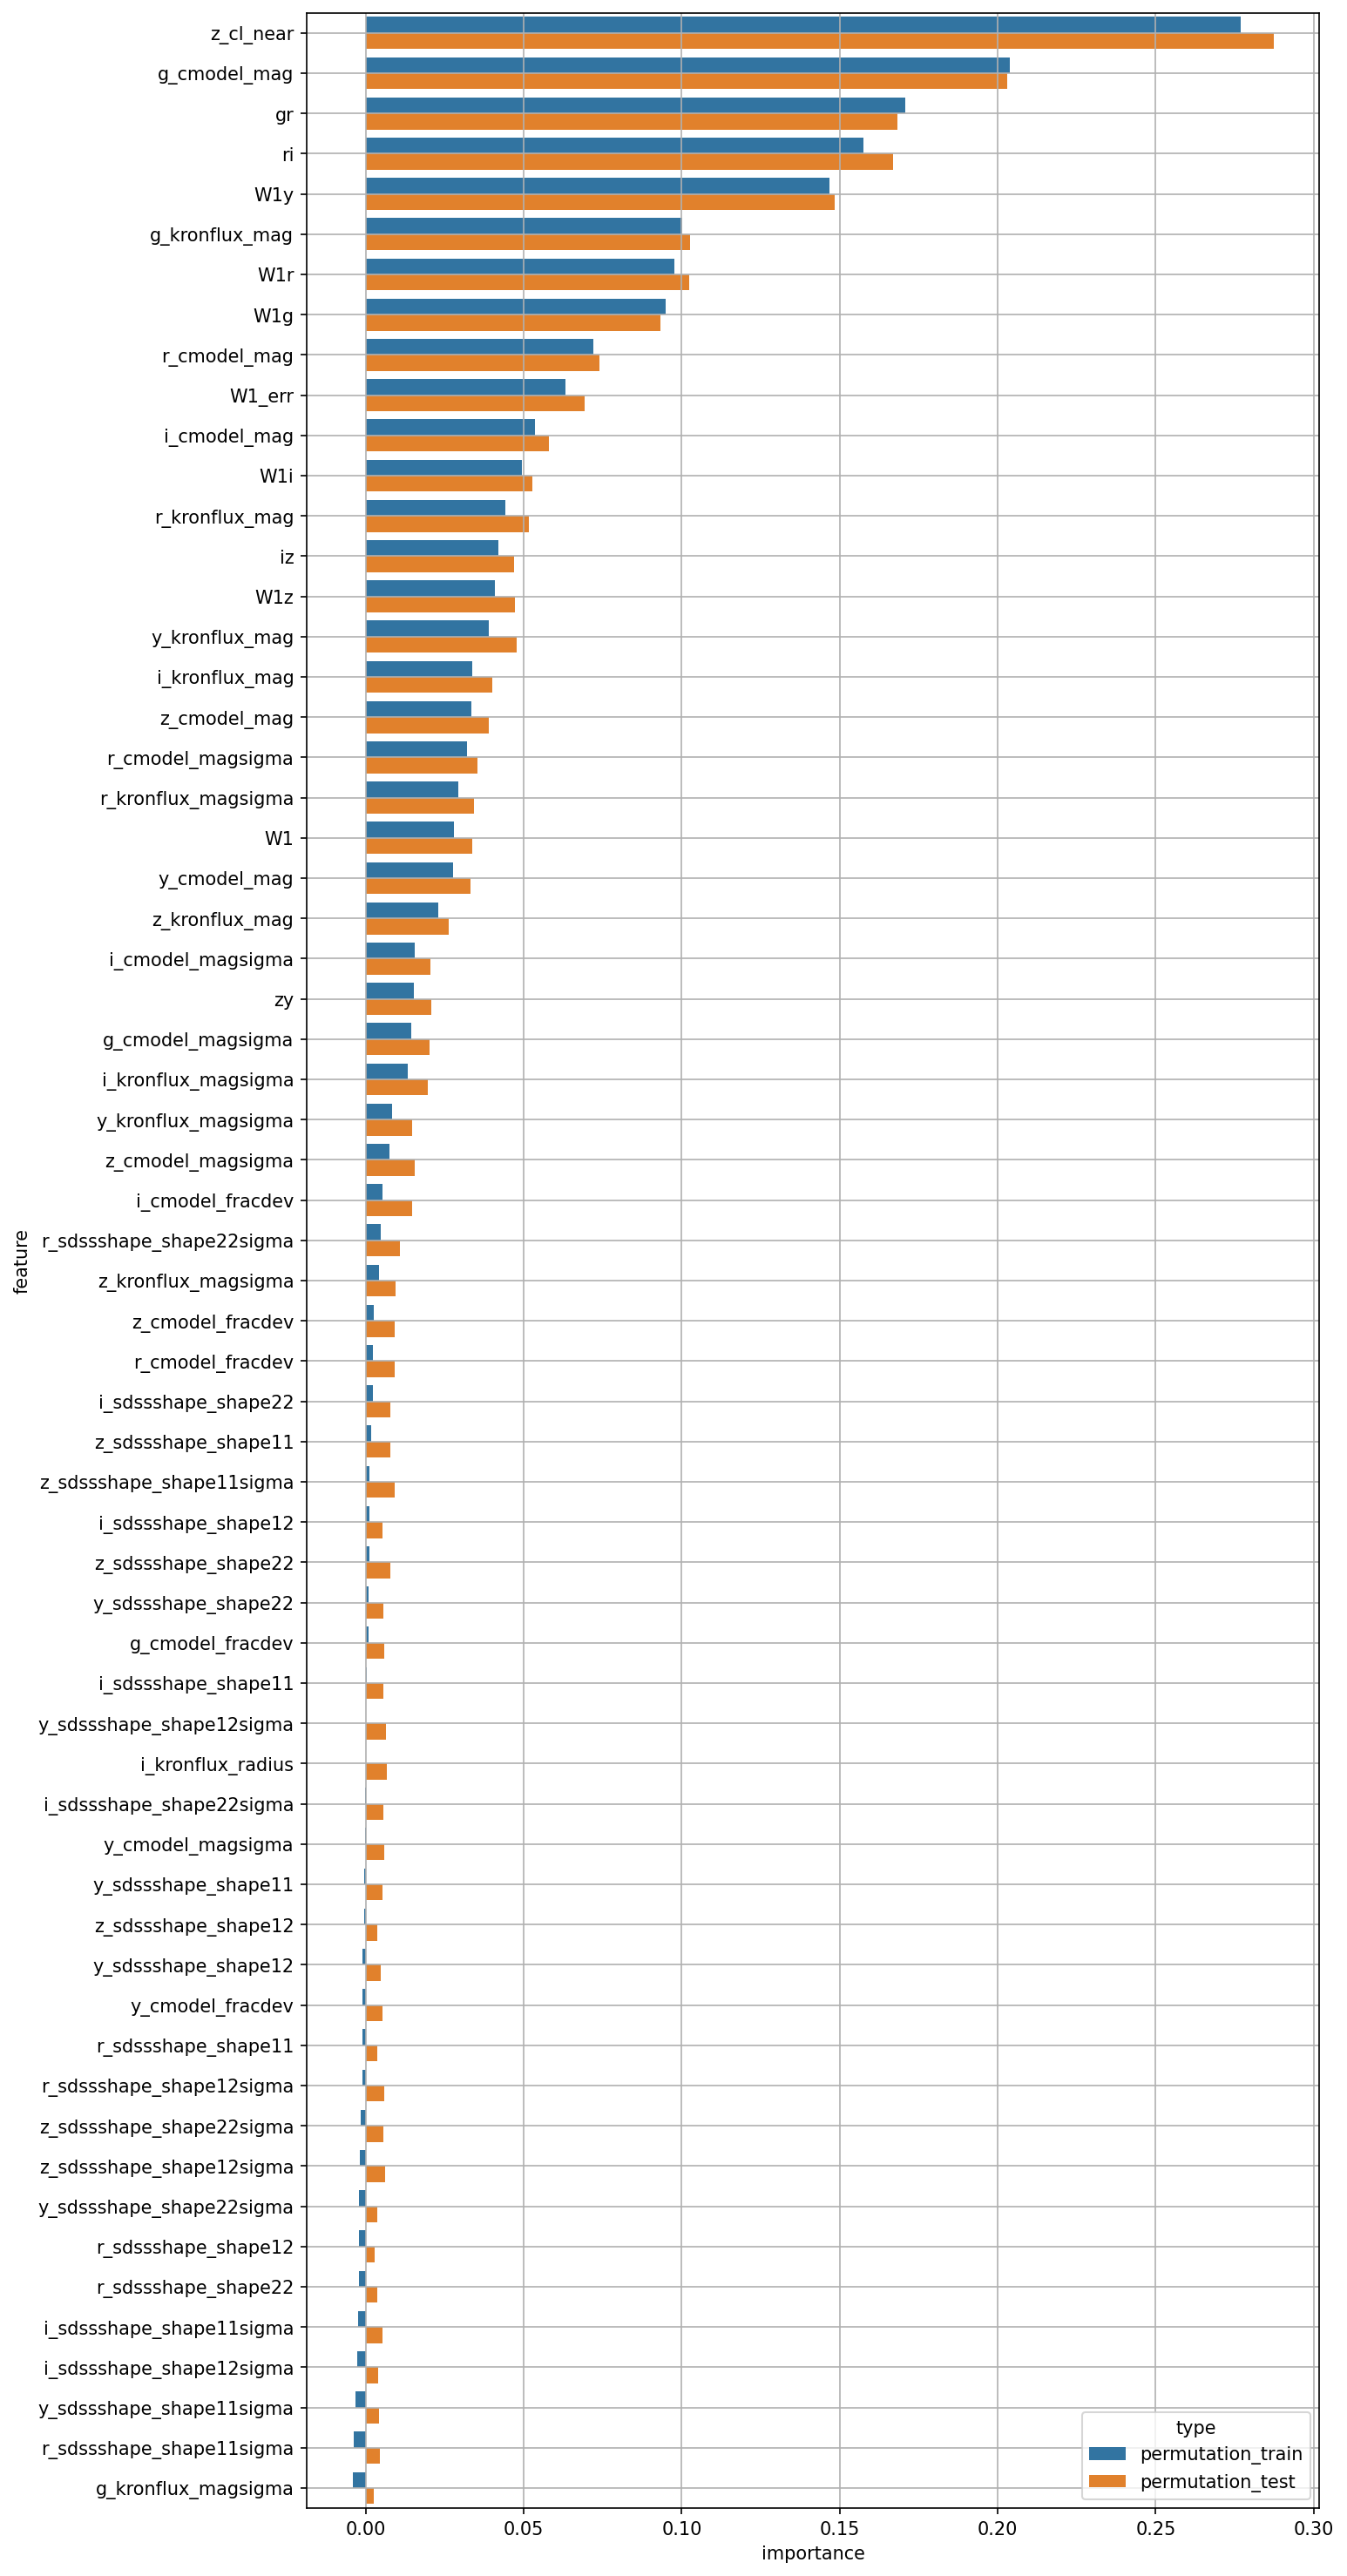 z_cl_near
g_cmodel_mag
gr
ri
W1y
g_kronflux_mag
W1r
W1g
r_cmodel_mag
W1_err
i_cmodel_mag
W1i
r_kronflux_mag
iz
W1z
y_kronflux_mag
i_kronflux_mag
z_cmodel_mag
r_cmodel_magsigma
r_kronflux_magsigma
W1
y_cmodel_mag
z_kronflux_mag
i_cmodel_magsigma
zy
g_cmodel_magsigma
i_kronflux_magsigma
y_kronflux_magsigma
z_cmodel_magsigma
i_cmodel_fracdev
r_sdssshape_shape22sigma
z_kronflux_magsigma
z_cmodel_fracdev
r_cmodel_fracdev
i_sdssshape_shape22
z_sdssshape_shape11
z_sdssshape_shape11sigma
i_sdssshape_shape12
z_sdssshape_shape22
y_sdssshape_shape22
g_cmodel_fracdev
i_sdssshape_shape11
y_sdssshape_shape12sigma
i_kronflux_radius
i_sdssshape_shape22sigma
y_cmodel_magsigma
y_sdssshape_shape11
z_sdssshape_shape12
y_sdssshape_shape12
y_cmodel_fracdev
r_sdssshape_shape11
r_sdssshape_shape12sigma
z_sdssshape_shape22sigma
z_sdssshape_shape12sigma
y_sdssshape_shape22sigma
r_sdssshape_shape12
r_sdssshape_shape22
i_sdssshape_shape11sigma
i_sdssshape_shape12sigma
y_sdssshape_shape11sigma
r_sdssshape_shape11sigma
g_kronflux_magsigma
feature
type
permutation_train
permutation_test
0.00 0.05 0.10 0.15 0.20 0.25 0.30
importance